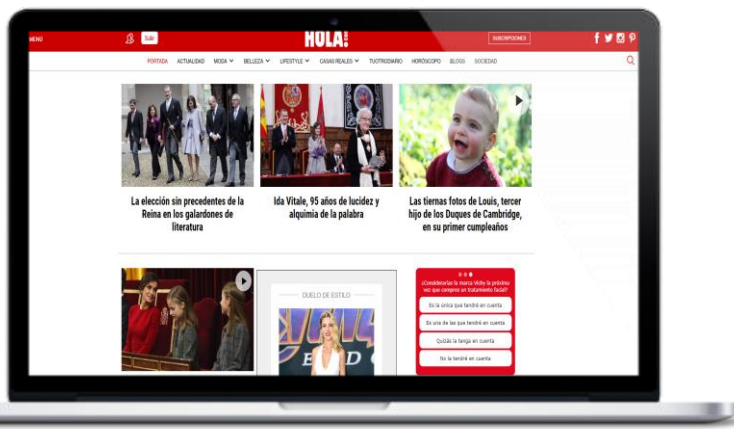 MENÚ
Salir
HOLA!
SUSCRIPCIONES
PORTADA ACTUALIDAD MODA BELLEZA LIFESTYLE CASAS REALES TUOTRODIARIO HORÓSCOPO BLOGS SOCIEDAD
La elección sin precedentes de la
Reina en los galardones de
literatura
Ida Vitale, 95 años de lucidez y
alquimia de la palabra
Las tiernas fotos de Louis, tercer
hijo de los Duques de Cambridge,
en su primer cumpleaños
DUELO DE ESTILO
¿Considerarías la marca Vichy la próxima
vez que compres un tratamiento facial?
Es la única que tendré en cuenta
Es una de las que tendré en cuenta
Quizás la tenga en cuenta
No la tendré en cuenta